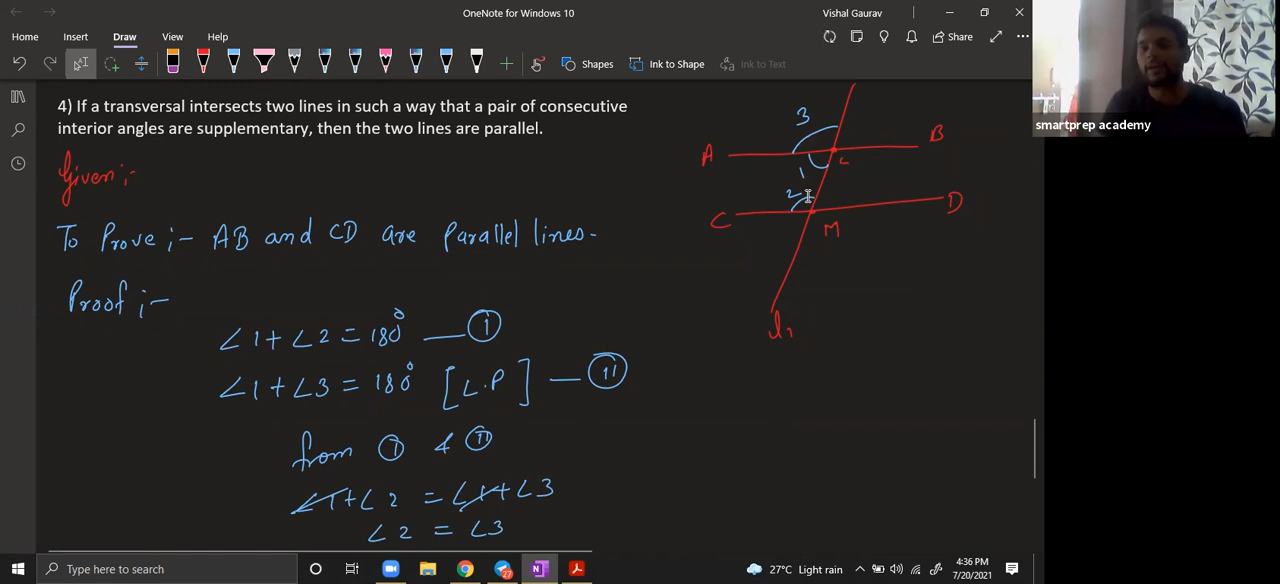 OneNote for Windows 10
Vishal Gaurav
Home Insert Draw View Help
Share
Shapes Ink to Shape Ink to Text
4) If a transversal intersects two lines in such a way that a pair of consecutive
interior angles are supplementary, then the two lines are parallel.
Given :-
To Prove :- AB and CD are Parallel lines.
Proof :-
∠1 + ∠2 = 180° — (I)
∠1 + ∠3 = 180° [L.P] — (II)
from (I) & (II)
∠1 + ∠2 = ∠1 + ∠3
∠2 = ∠3
3
A B
L
1
2
C D
M
l1
smartprep academy
Type here to search
27
27°C Light rain
4:36 PM
7/20/2021